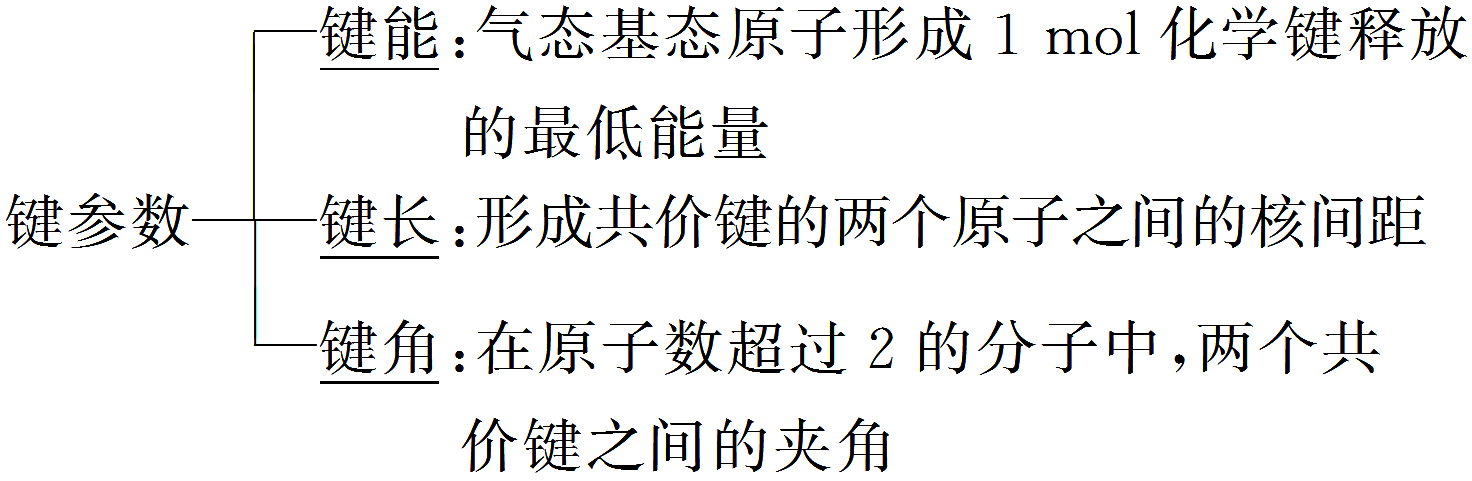 键能:气态基态原子形成 1 mol 化学键释放
的最低能量
键参数
键长:形成共价键的两个原子之间的核间距
键角:在原子数超过 2 的分子中,两个共
价键之间的夹角